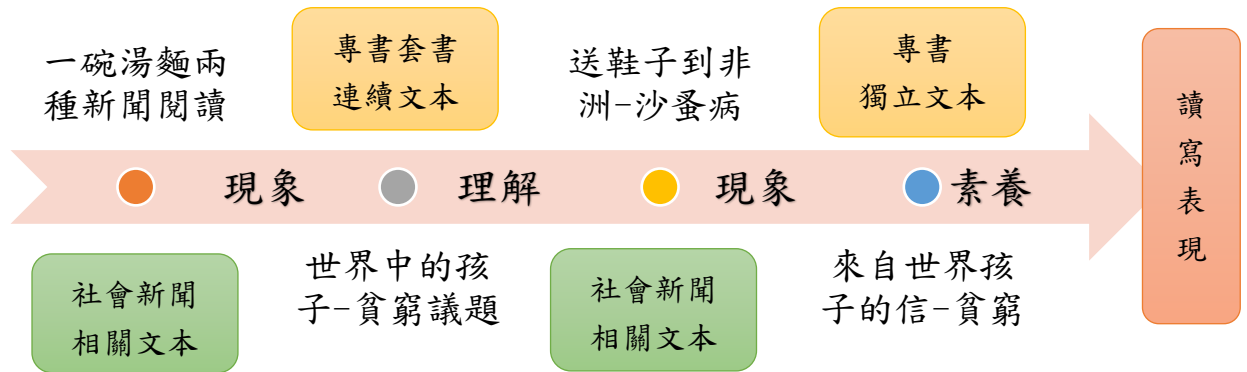 一碗湯麵兩
種新聞閱讀
專書套書
連續文本
送鞋子到非
洲-沙蚤病
專書
獨立文本
現象
理解
現象
素養
社會新聞
相關文本
世界中的孩
子-貧窮議題
社會新聞
相關文本
來自世界孩
子的信-貧窮
讀
寫
表
現